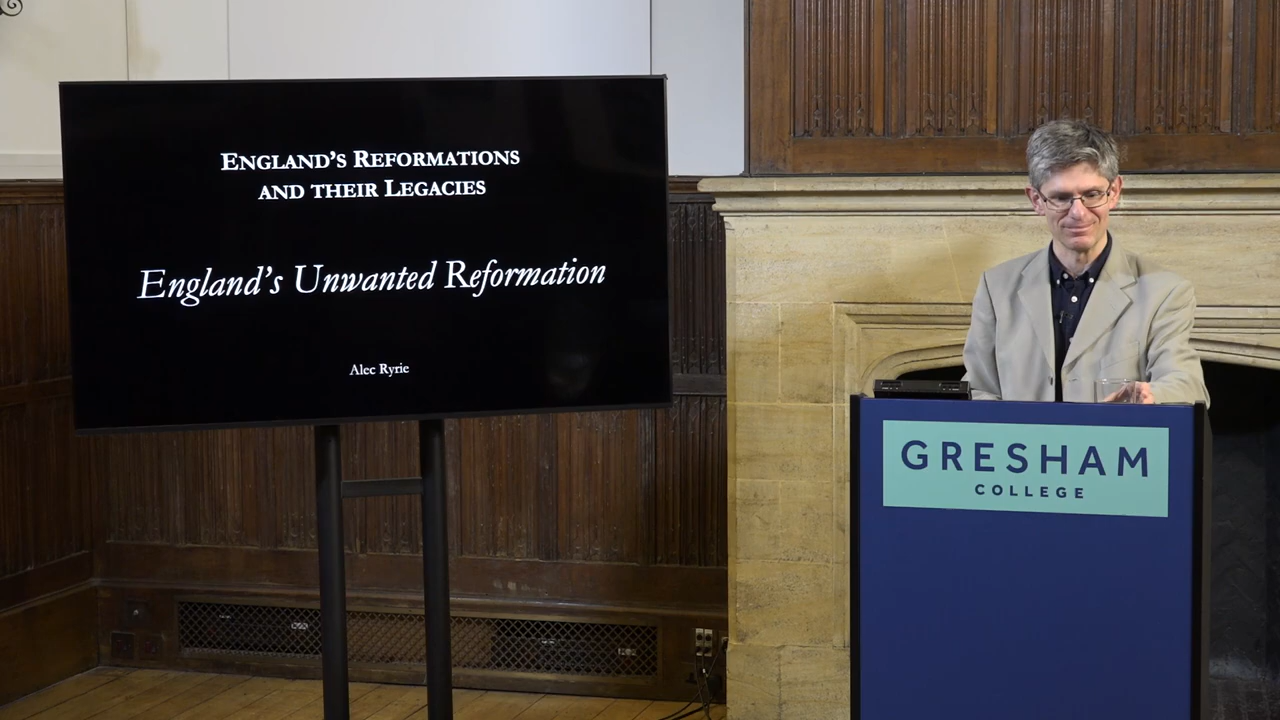 ENGLAND'S REFORMATIONS
AND THEIR LEGACIES
England's Unwanted Reformation
Alec Ryrie
GRESHAM
COLLEGE